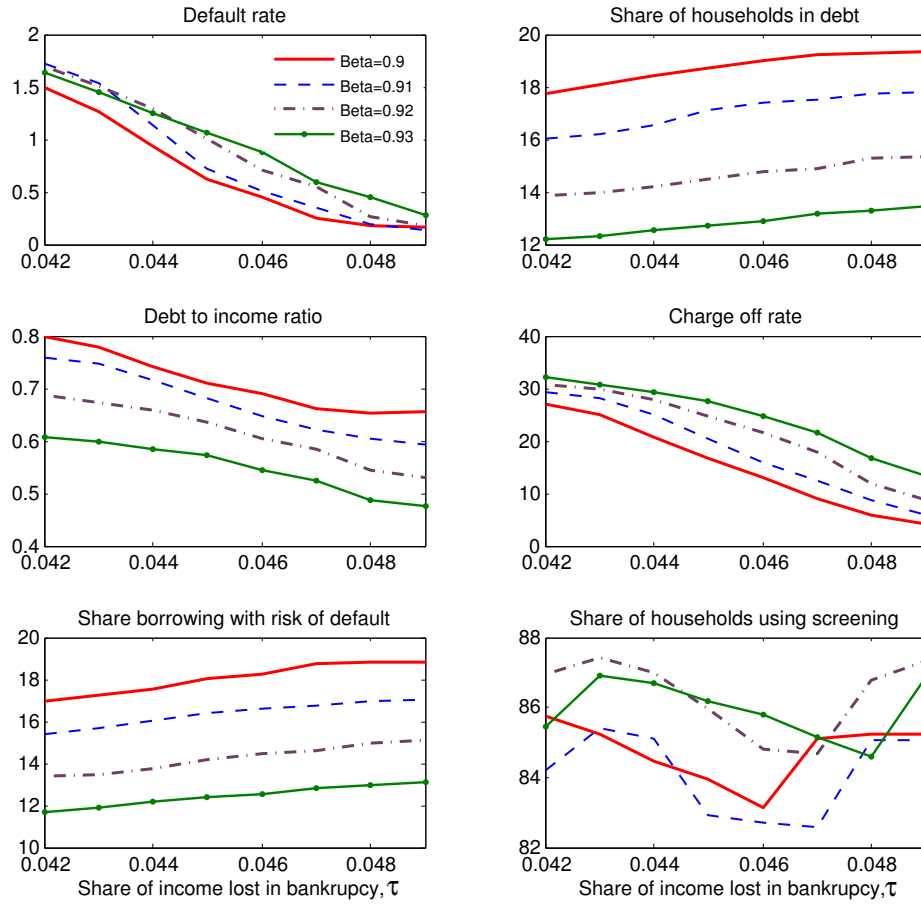 Default rate
2
1.5
1
0.5
0
0.042 0.044 0.046 0.048
Beta=0.9
Beta=0.91
Beta=0.92
Beta=0.93
Share of households in debt
20
18
16
14
12
0.042 0.044 0.046 0.048
Debt to income ratio
0.8
0.7
0.6
0.5
0.4
0.042 0.044 0.046 0.048
Charge off rate
40
30
20
10
0
0.042 0.044 0.046 0.048
Share borrowing with risk of default
20
18
16
14
12
10
0.042 0.044 0.046 0.048
Share of income lost in bankrupcy, τ
Share of households using screening
88
86
84
82
0.042 0.044 0.046 0.048
Share of income lost in bankrupcy, τ